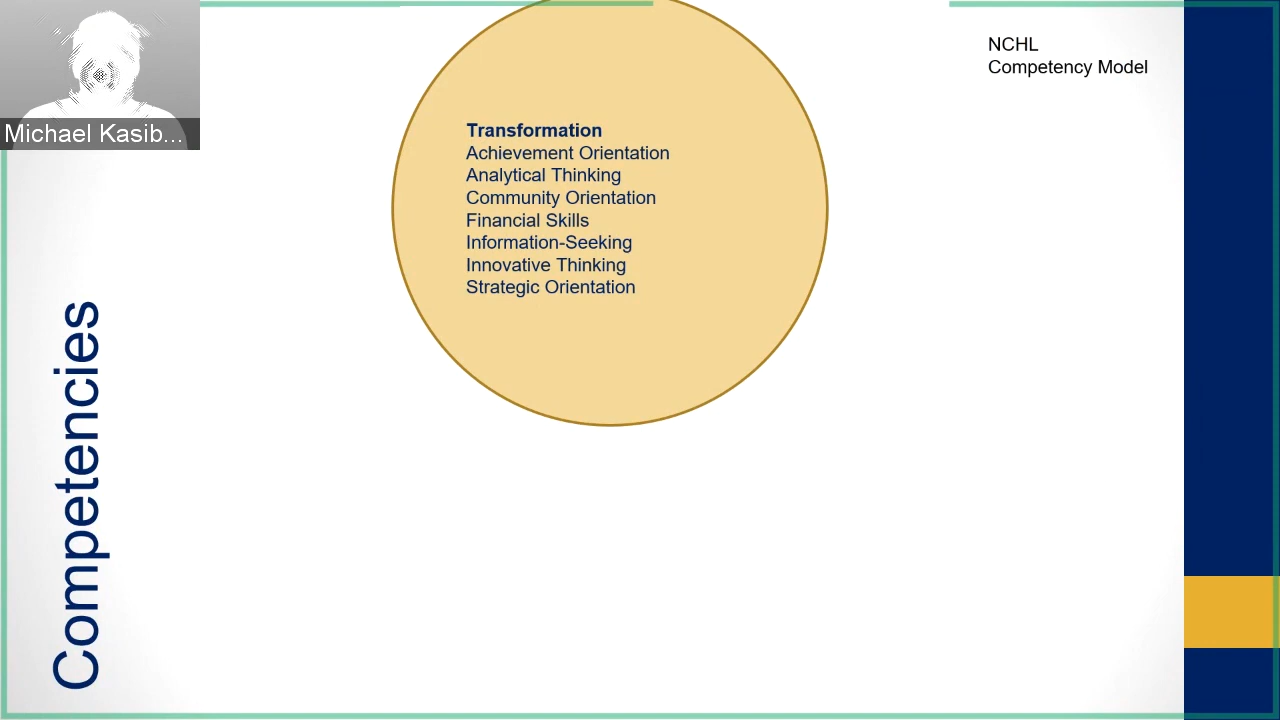 Michael Kasib...
NCHL
Competency Model
Transformation
Achievement Orientation
Analytical Thinking
Community Orientation
Financial Skills
Information-Seeking
Innovative Thinking
Strategic Orientation
Competencies